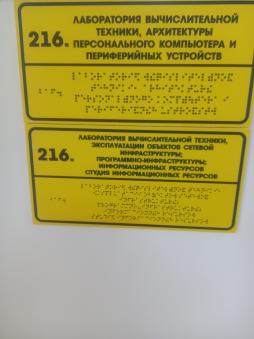 216.
ЛАБОРАТОРИЯ ВЫЧИСЛИТЕЛЬНОЙ
ТЕХНИКИ, АРХИТЕКТУРЫ
ПЕРСОНАЛЬНОГО КОМПЬЮТЕРА И
ПЕРИФЕРИЙНЫХ УСТРОЙСТВ
216.
ЛАБОРАТОРИЯ ВЫЧИСЛИТЕЛЬНОЙ ТЕХНИКИ,
ЭКСПЛУАТАЦИИ ОБЪЕКТОВ СЕТЕВОЙ
ИНФРАСТРУКТУРЫ;
ПРОГРАММНО-ИНФРАСТРУКТУРЫ;
ИНФОРМАЦИОННЫХ РЕСУРСОВ
СТУДИЯ ИНФОРМАЦИОННЫХ РЕСУРСОВ